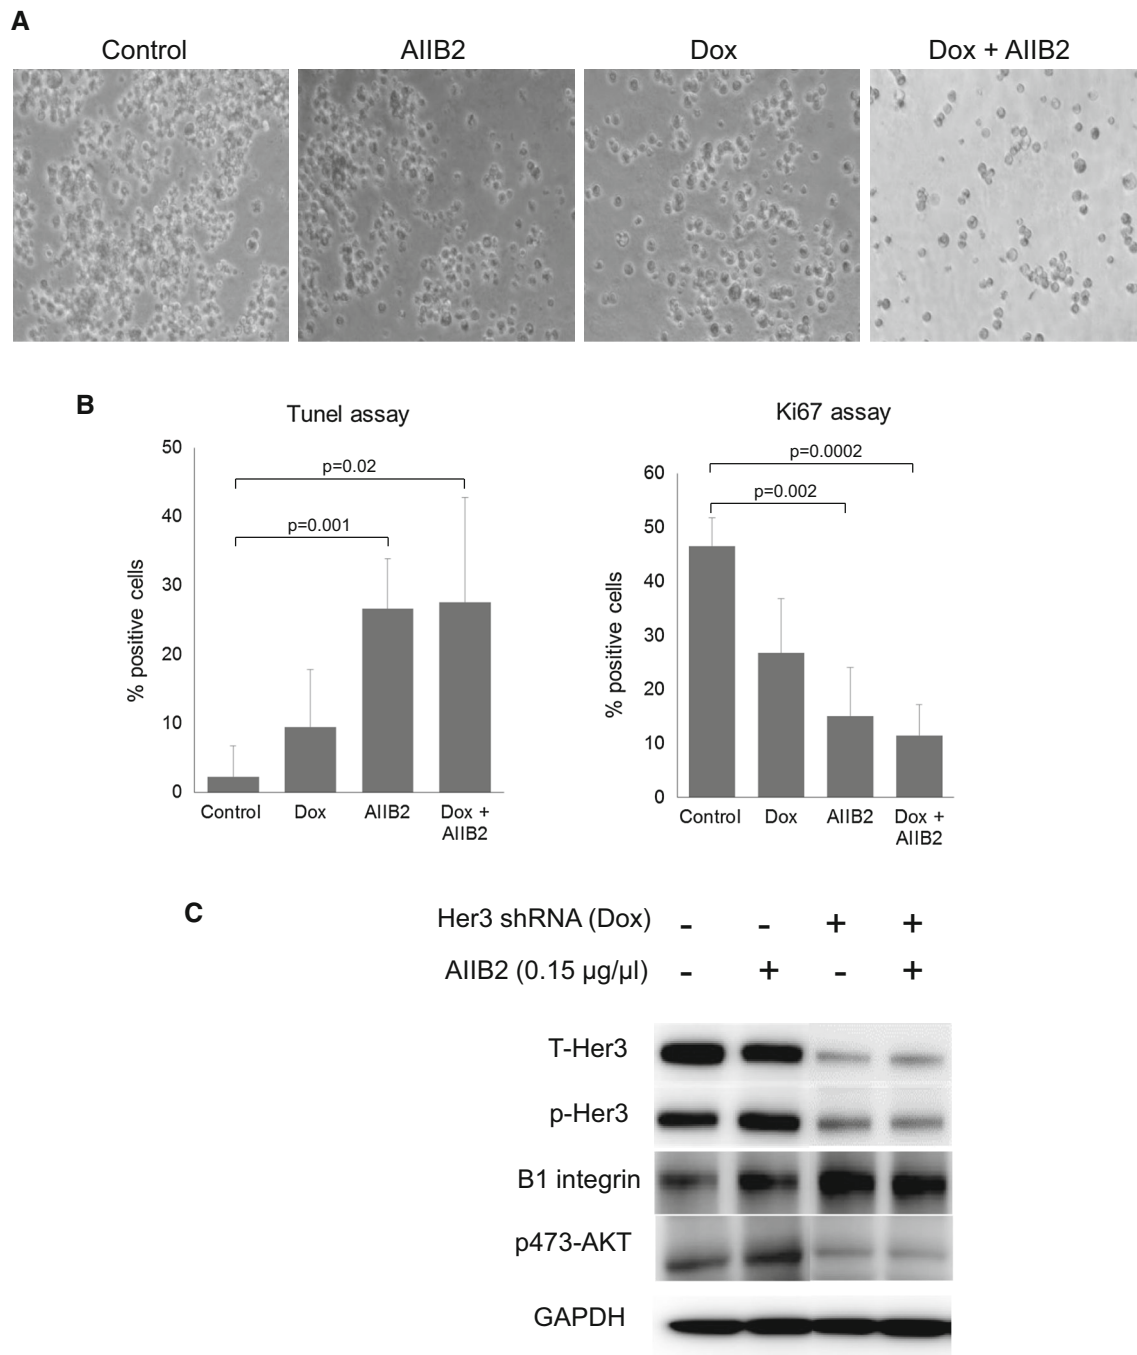 A
Control AIIB2 Dox Dox + AIIB2
B
Tunel assay
50
40
30
20
10
0
% positive cells
p=0.02
p=0.001
Control Dox AIIB2 Dox +
AIIB2
Ki67 assay
60
50
40
30
20
10
0
% positive cells
p=0.0002
p=0.002
Control Dox AIIB2 Dox +
AIIB2
C
Her3 shRNA (Dox) - - + +
AIIB2 (0.15 µg/µl) - + - +
T-Her3
p-Her3
B1 integrin
p473-AKT
GAPDH